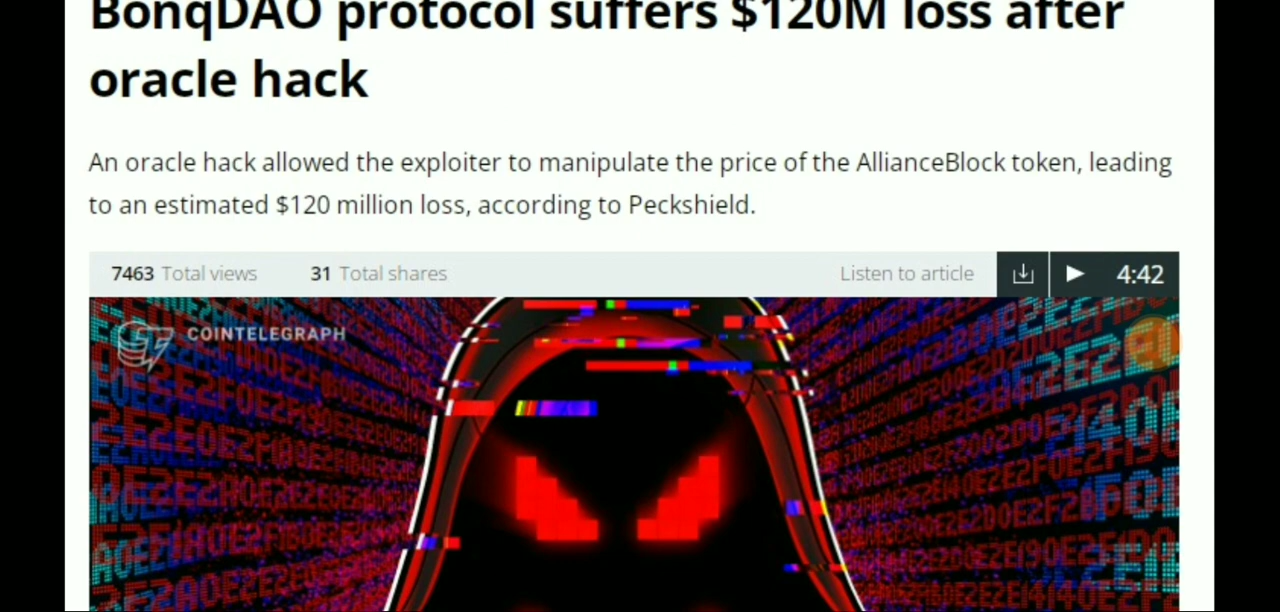 BonqDAO protocol suffers $120M loss after
oracle hack
An oracle hack allowed the exploiter to manipulate the price of the AllianceBlock token, leading
to an estimated $120 million loss, according to Peckshield.
7463 Total views 31 Total shares Listen to article 4:42
COINTELEGRAPH